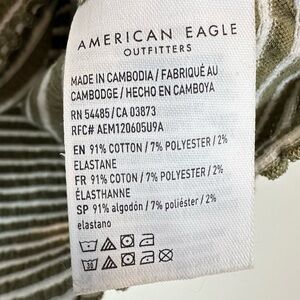 AMERICAN EAGLE
OUTFITTERS
MADE IN CAMBODIA / FABRIQUÉ AU
CAMBODGE / HECHO EN CAMBOYA
RN 54485 / CA 03873
RFC# AEM120605U9A
EN 91% COTTON / 7% POLYESTER / 2%
ELASTANE
FR 91% COTON / 7% POLYESTER / 2%
ÉLASTHANNE
SP 91% algodón / 7% poliéster / 2%
elastano